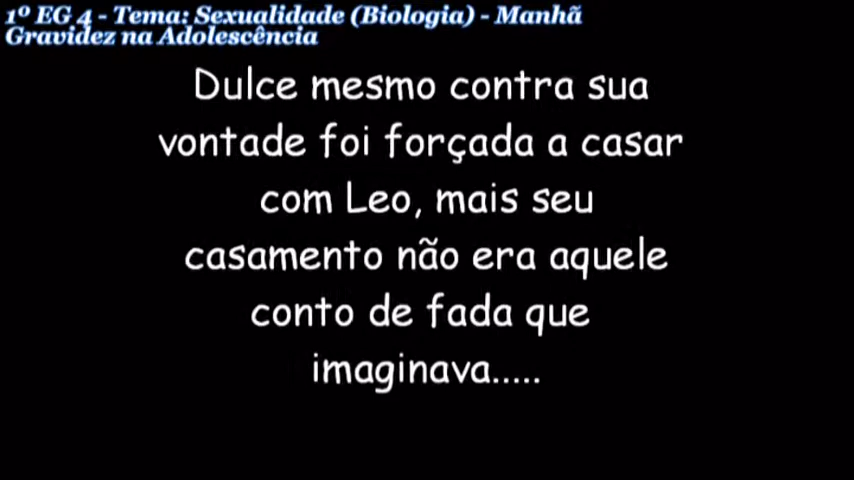 1º EG 4 - Tema: Sexualidade (Biologia) - Manhã
Gravidez na Adolescência
Dulce mesmo contra sua
vontade foi forçada a casar
com Leo, mais seu
casamento não era aquele
conto de fada que
imaginava.....